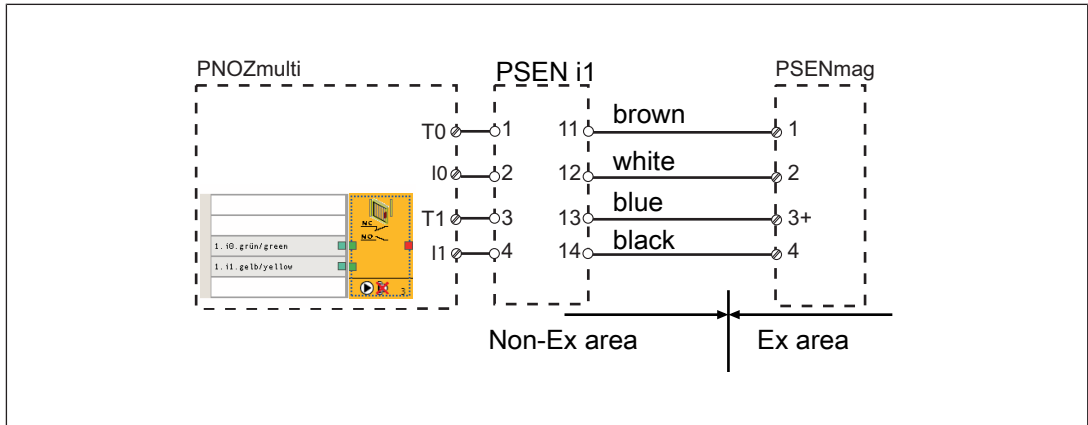 PNOZmulti PSEN i1 PSENmag
T0 1 11 brown 1
I0 2 12 white 2
T1 3 13 blue 3+
I1 4 14 black 4
NC
NO
1.i0.grün/green
1.i1.gelb/yellow
3
Non-Ex area Ex area